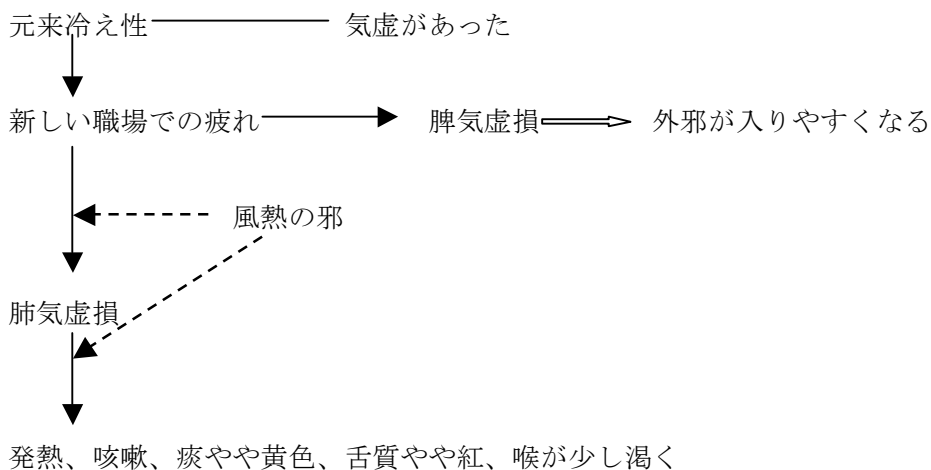 元来冷え性 気虚があった
新しい職場での疲れ 脾気虚損 外邪が入りやすくなる
風熱の邪
肺気虚損
発熱、咳嗽、痰やや黄色、舌質やや紅、喉が少し渇く